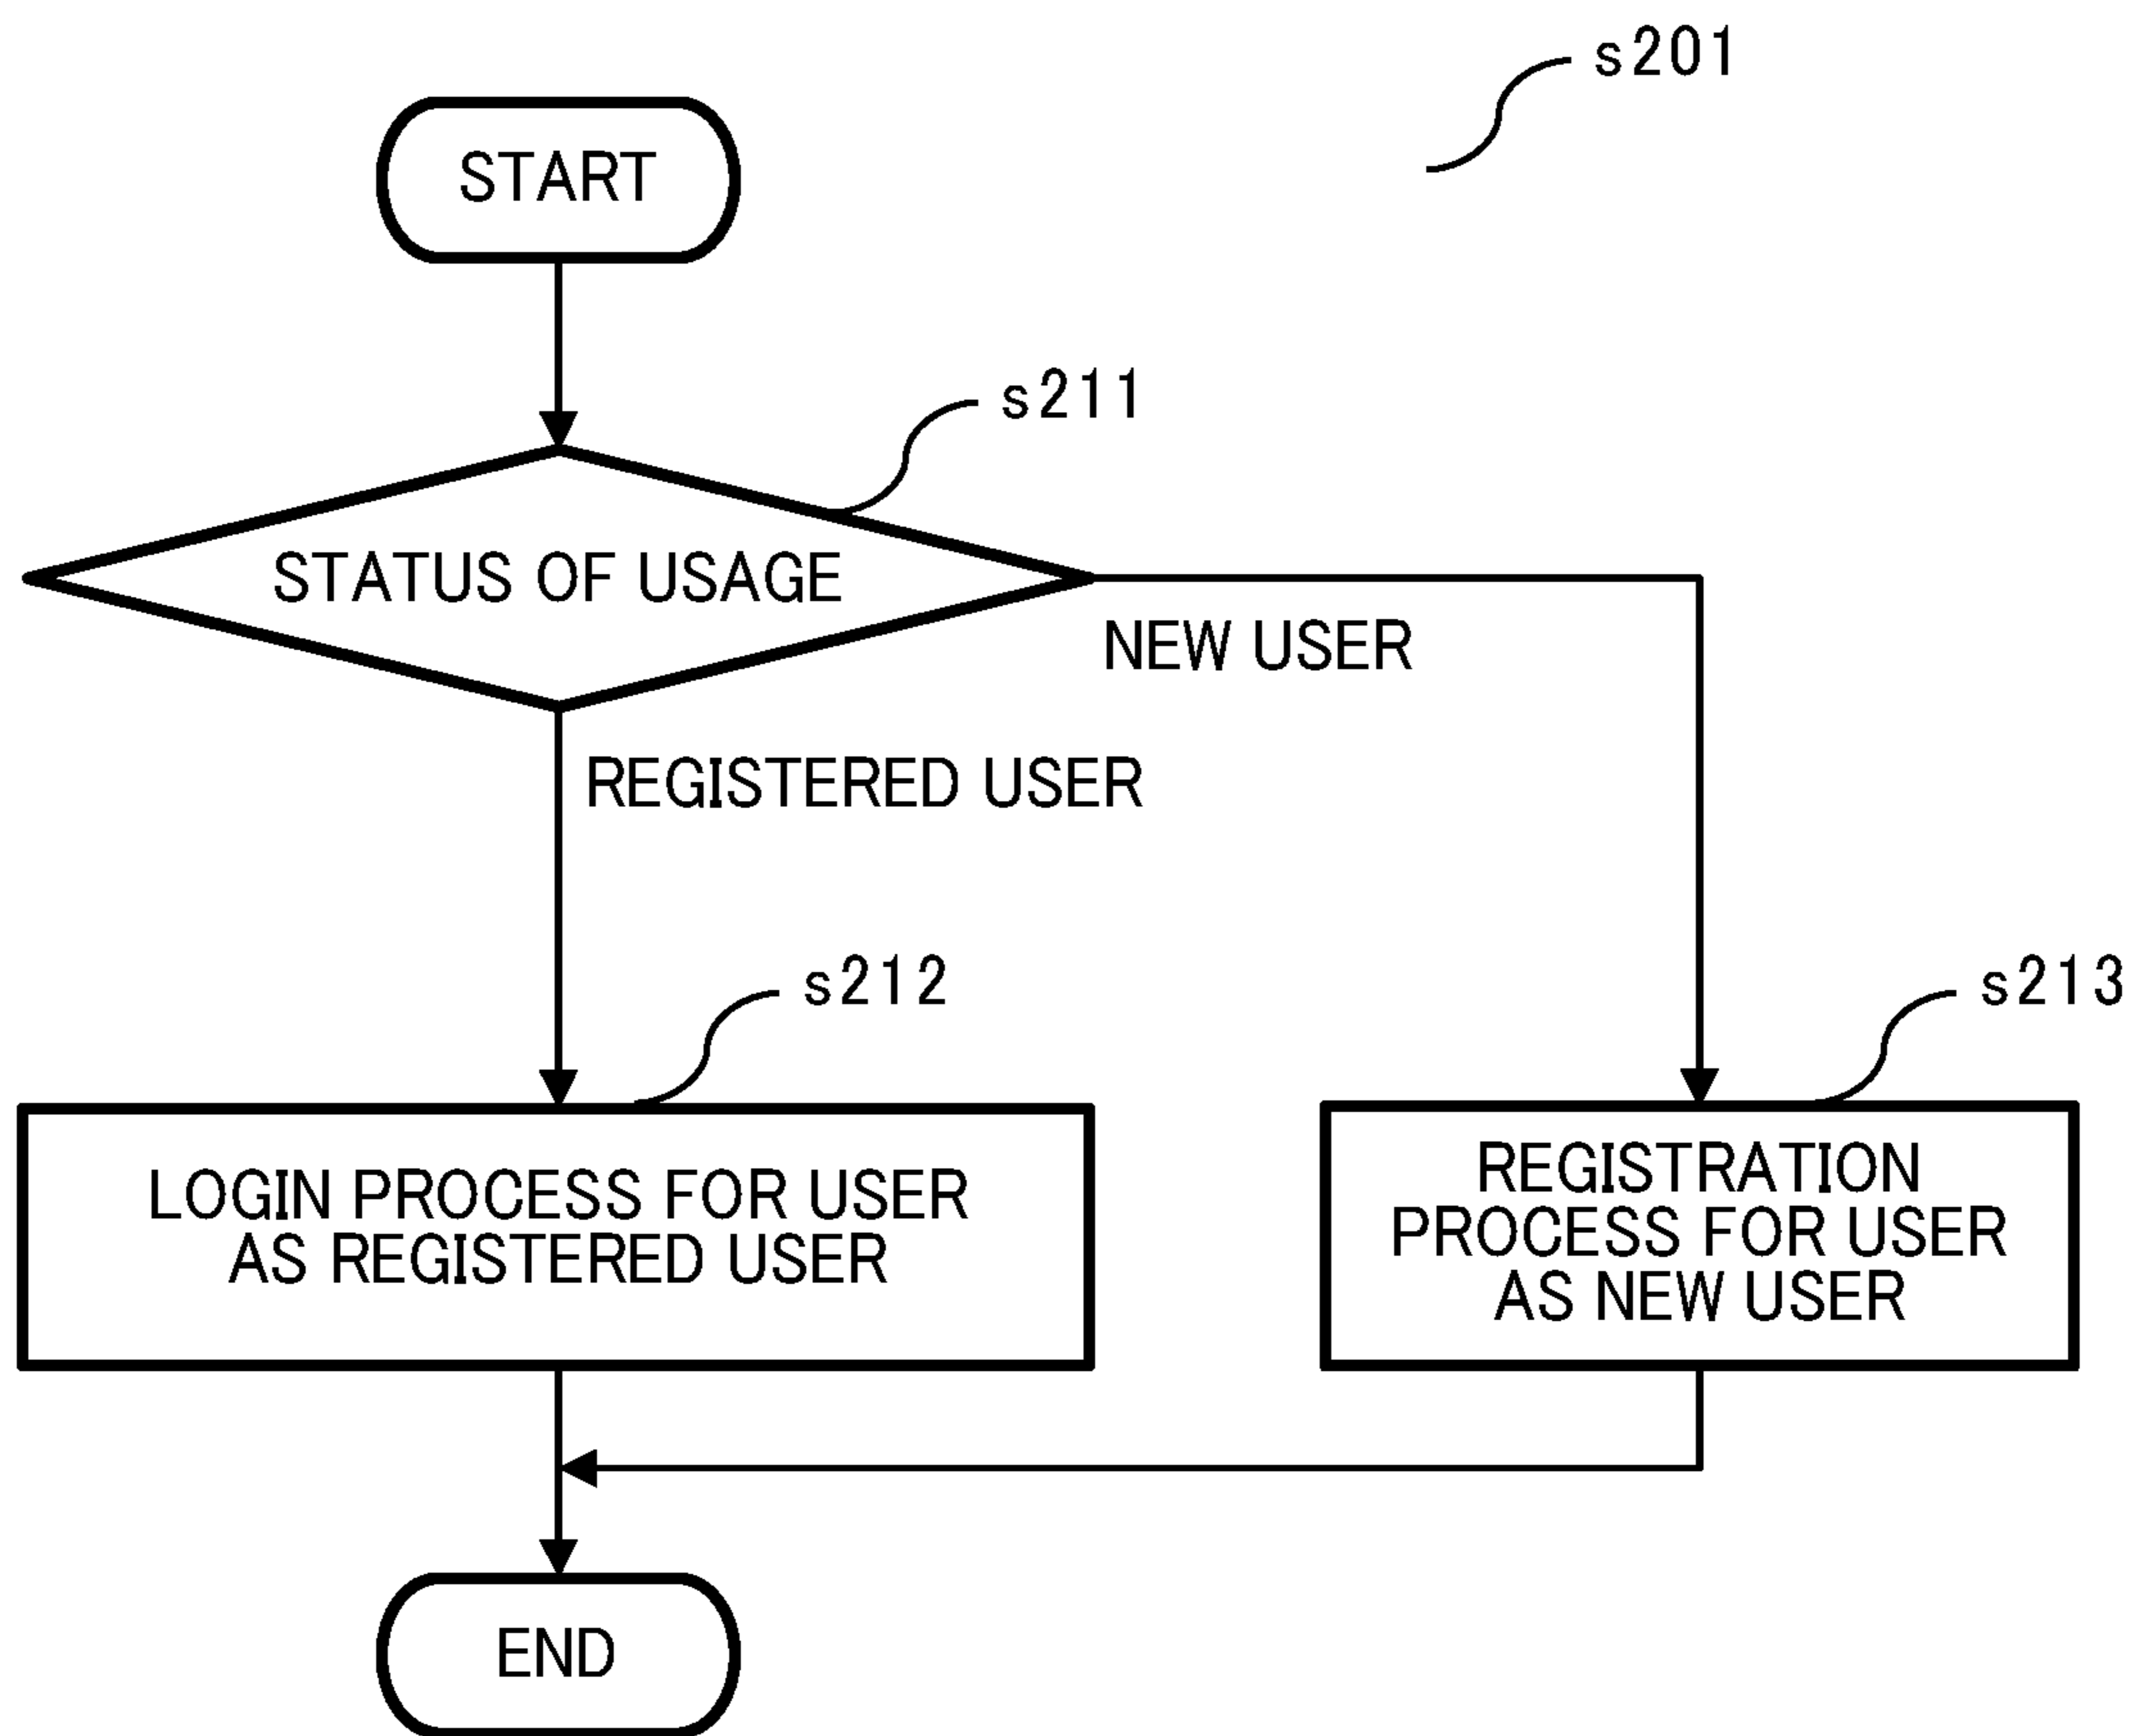 s201
START
s211
STATUS OF USAGE
NEW USER
REGISTERED USER
s212
s213
LOGIN PROCESS FOR USER
AS REGISTERED USER
REGISTRATION
PROCESS FOR USER
AS NEW USER
END